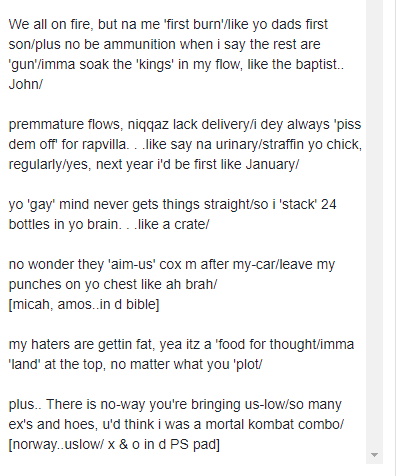 We all on fire, but na me 'first burn'/like yo dads first
son/plus no be ammunition when i say the rest are
'gun'/imma soak the 'kings' in my flow, like the baptist..
John/
premmature flows, niqqaz lack delivery/i dey always 'piss
dem off' for rapvilla. . .like say na urinary/straffin yo chick,
regularly/yes, next year i'd be first like January/
yo 'gay' mind never gets things straight/so i 'stack' 24
bottles in yo brain. . .like a crate/
no wonder they 'aim-us' cox m after my-car/leave my
punches on yo chest like ah brah/
[micah, amos..in d bible]
my haters are gettin fat, yea itz a 'food for thought/imma
'land' at the top, no matter what you 'plot/
plus.. There is no-way you're bringing us-low/so many
ex's and hoes, u'd think i was a mortal kombat combo/
[norway..uslow/ x & o in d PS pad]